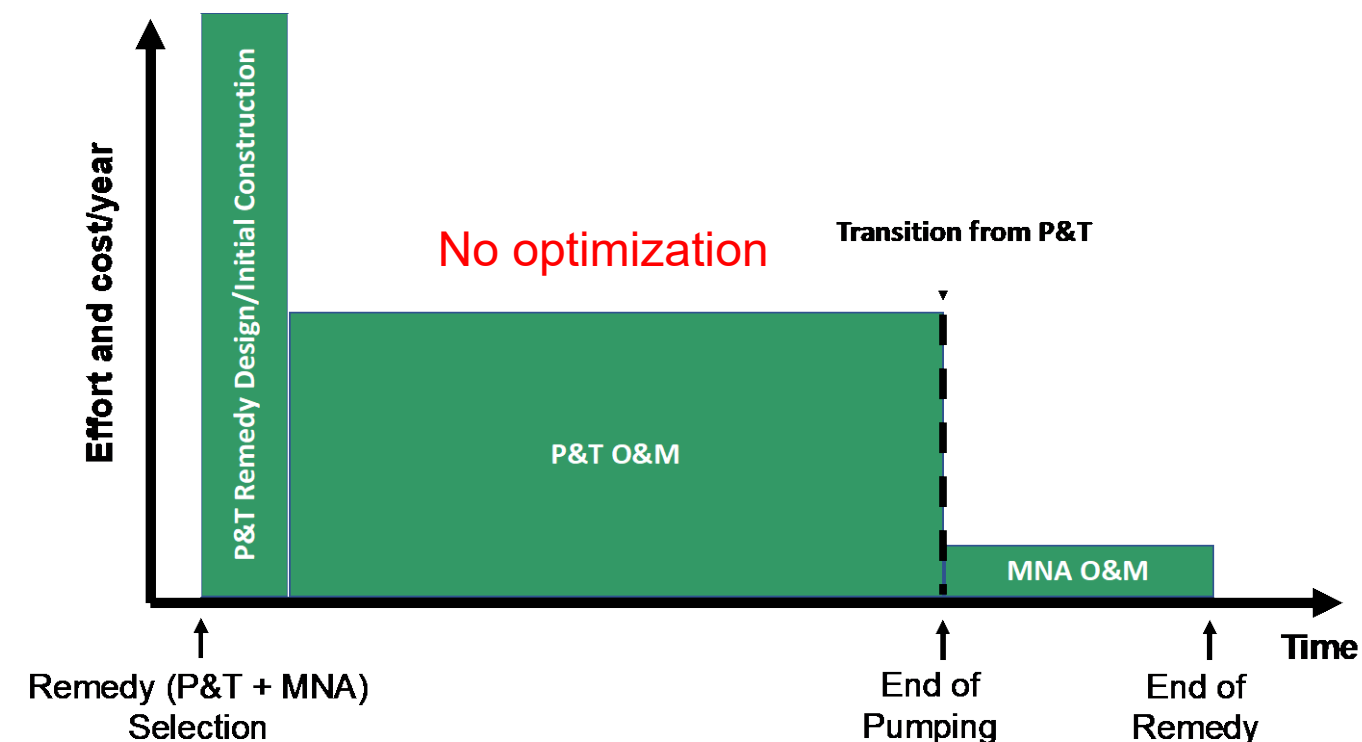 Effort and cost/year
P&T Remedy Design/Initial Construction
No optimization
Transition from P&T
P&T O&M
MNA O&M
Time
Remedy (P&T + MNA)
Selection
End of
Pumping
End of
Remedy